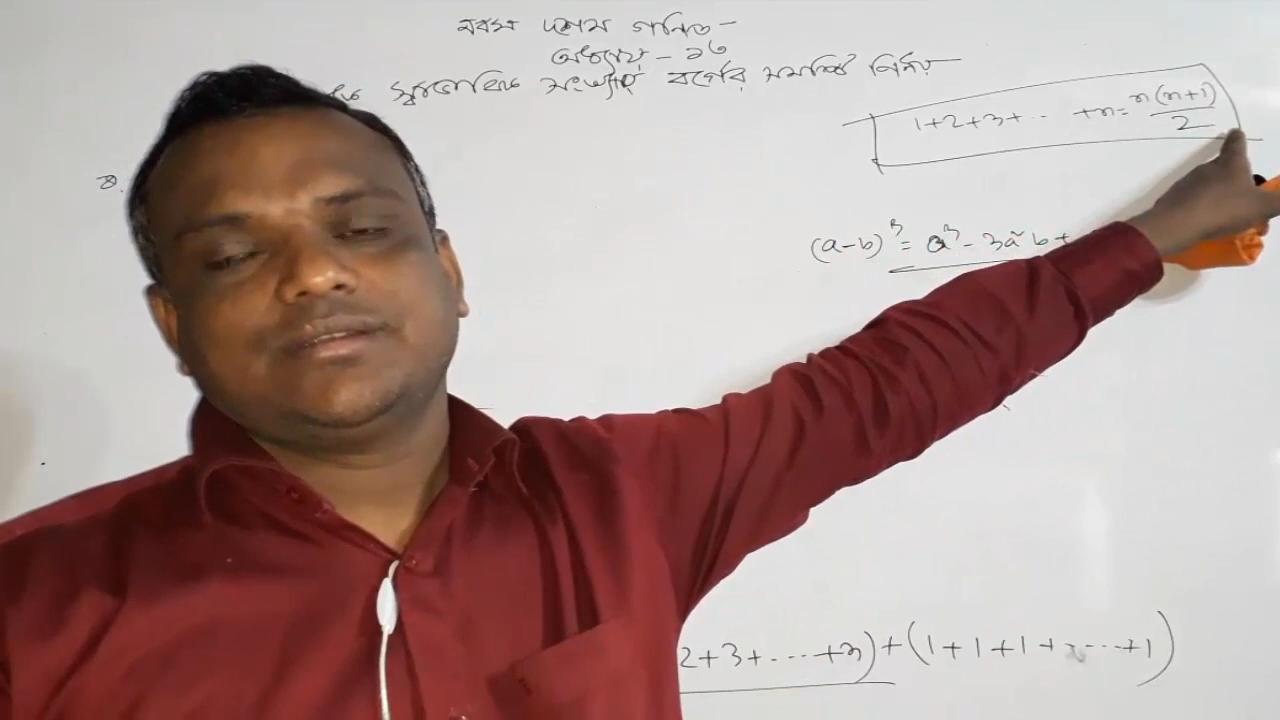 নবম দশম গণিত -
অধ্যায় - ১৩
স্বাভাবিক সংখ্যার বর্গের সমষ্টি নির্ণয় -
1+2+3+... +n = n(n+1)/2
(a-b)³ = a³ - 3a²b+
2+3+.....+n)+(1+1+1+.....+1)